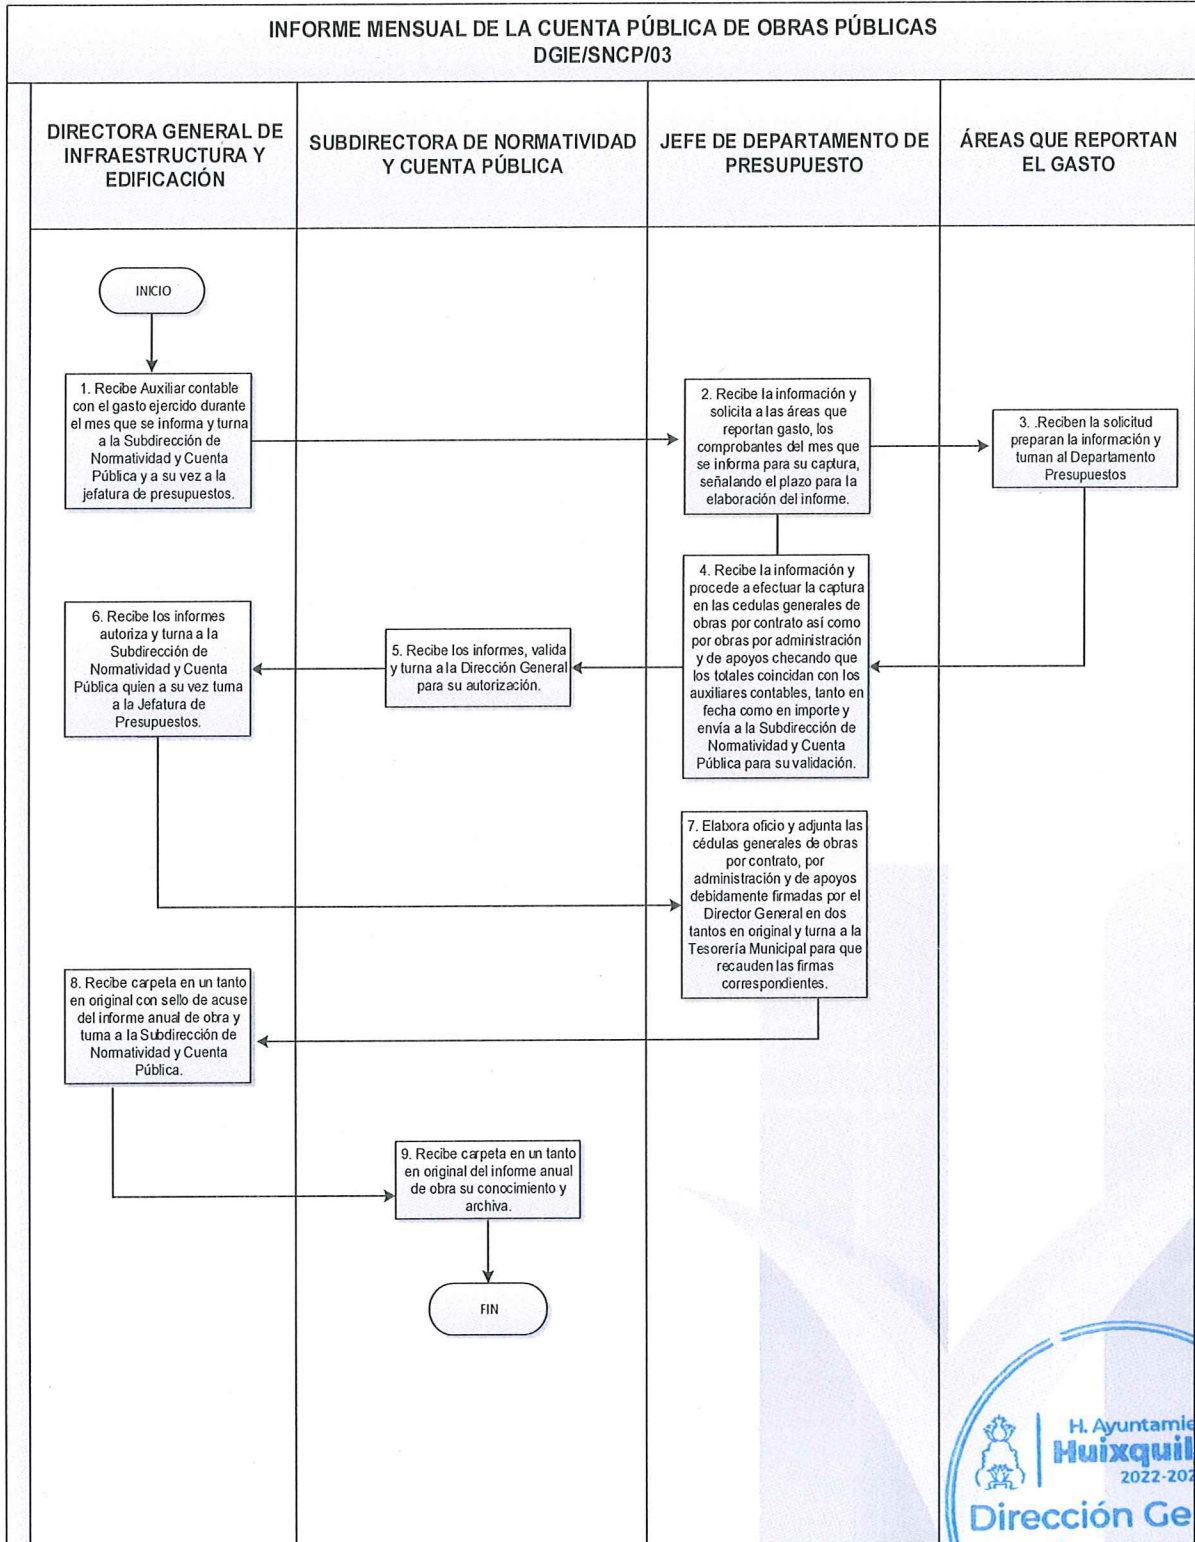 INFORME MENSUAL DE LA CUENTA PÚBLICA DE OBRAS PÚBLICAS
DGIE/SNCP/03
DIRECTORA GENERAL DE
INFRAESTRUCTURA Y
EDIFICACIÓN
SUBDIRECTORA DE NORMATIVIDAD
Y CUENTA PÚBLICA
JEFE DE DEPARTAMENTO DE
PRESUPUESTO
ÁREAS QUE REPORTAN
EL GASTO
INICIO
1. Recibe Auxiliar contable
con el gasto ejercido durante
el mes que se informa y turna
a la Subdirección de
Normatividad y Cuenta
Pública y a su vez a la
jefatura de presupuestos.
2. Recibe la información y
solicita a las áreas que
reportan gasto, los
comprobantes del mes que
se informa para su captura,
señalando el plazo para la
elaboración del informe.
3. .Reciben la solicitud
preparan la información y
turnan al Departamento
Presupuestos
4. Recibe la información y
procede a efectuar la captura
en las cedulas generales de
obras por contrato así como
por obras por administración
y de apoyos checando que
los totales coincidan con los
auxiliares contables, tanto en
fecha como en importe y
envía a la Subdirección de
Normatividad y Cuenta
Pública para su validación.
5. Recibe los informes, valida
y turna a la Dirección General
para su autorización.
6. Recibe los informes
autoriza y turna a la
Subdirección de
Normatividad y Cuenta
Pública quien a su vez turna
a la Jefatura de
Presupuestos.
7. Elabora oficio y adjunta las
cédulas generales de obras
por contrato, por
administración y de apoyos
debidamente firmadas por el
Director General en dos
tantos en original y turna a la
Tesorería Municipal para que
recauden las firmas
correspondientes.
8. Recibe carpeta en un tanto
en original con sello de acuse
del informe anual de obra y
turna a la Subdirección de
Normatividad y Cuenta
Pública.
9. Recibe carpeta en un tanto
en original del informe anual
de obra su conocimiento y
archiva.
FIN
H. Ayuntamie
Huixquil
2022-202
Dirección Ge